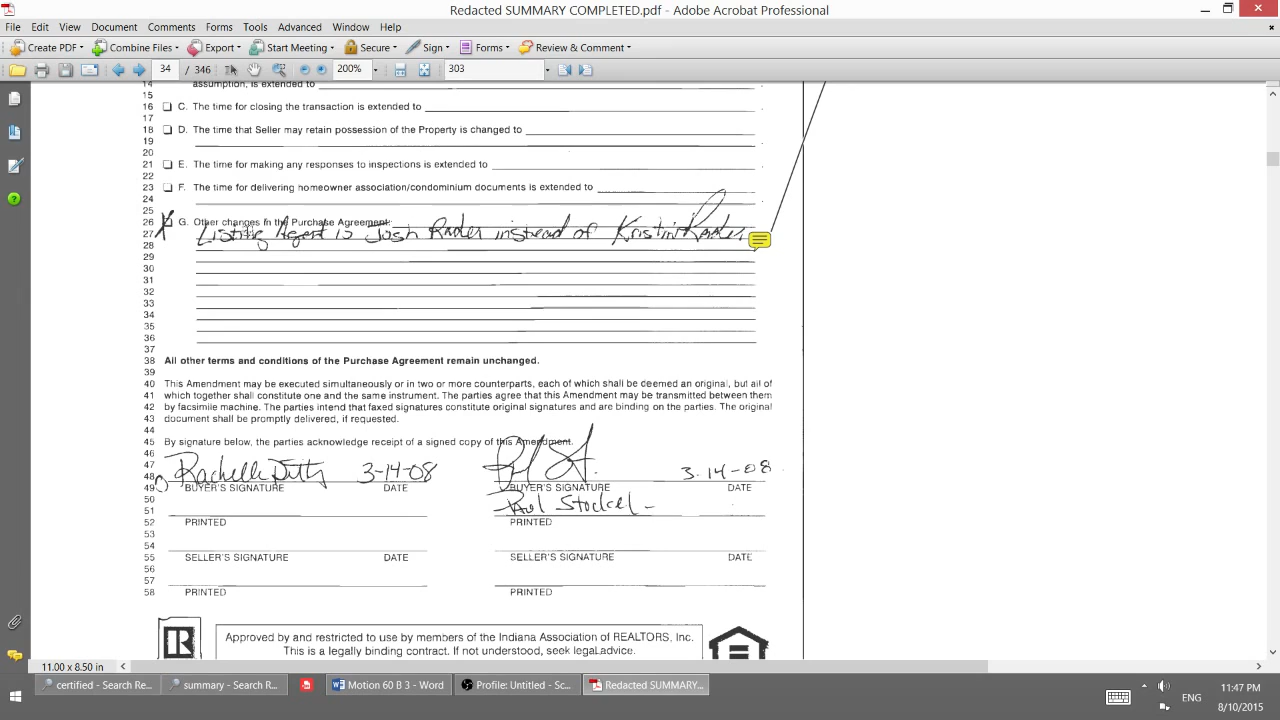 Redacted SUMMARY COMPLETED.pdf - Adobe Acrobat Professional
File Edit View Document Comments Forms Tools Advanced Window Help
Create PDF Combine Files Export Start Meeting Secure Sign Forms Review & Comment
34 / 346 200% 303
14 assumption, is extended to
15
16 C. The time for closing the transaction is extended to
17
18 D. The time that Seller may retain possession of the Property is changed to
19
20
21 E. The time for making any responses to inspections is extended to
22
23 F. The time for delivering homeowner association/condominium documents is extended to
24
25
26 G. Other changes in the Purchase Agreement:
27 Listing Agent is Josh Rader instead of Kristin Rader
28
29
30
31
32
33
34
35
36
37
38 All other terms and conditions of the Purchase Agreement remain unchanged.
39
40 This Amendment may be executed simultaneously or in two or more counterparts, each of which shall be deemed an original, but all of
41 which together shall constitute one and the same instrument. The parties agree that this Amendment may be transmitted between them
42 by facsimile machine. The parties intend that faxed signatures constitute original signatures and are binding on the parties. The original
43 document shall be promptly delivered, if requested.
44
45 By signature below, the parties acknowledge receipt of a signed copy of this Amendment.
46
47
48 Rachelle 3-14-08 3-14-08
49 BUYER'S SIGNATURE DATE BUYER'S SIGNATURE DATE
50
51 Stockel
52 PRINTED PRINTED
53
54
55 SELLER'S SIGNATURE DATE SELLER'S SIGNATURE DATE
56
57
58 PRINTED PRINTED
R
Approved by and restricted to use by members of the Indiana Association of REALTORS, Inc.
This is a legally binding contract. If not understood, seek legal advice.
11.00 x 8.50 in
certified - Search Re... summary - Search R... Motion 60 B 3 - Word Profile: Untitled - Sc... Redacted SUMMARY...
ENG
11:47 PM
8/10/2015